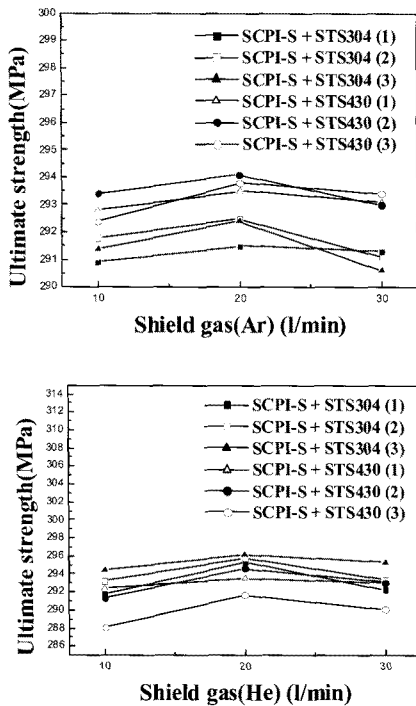 Ultimate strength(MPa)
300
299
298
297
296
295
294
293
292
291
290
SCPI-S + STS304 (1)
SCPI-S + STS304 (2)
SCPI-S + STS304 (3)
SCPI-S + STS430 (1)
SCPI-S + STS430 (2)
SCPI-S + STS430 (3)
10 20 30
Shield gas(Ar) (l/min)
Ultimate strength(MPa)
314
312
310
308
306
304
302
300
298
296
294
292
290
288
286
SCPI-S + STS304 (1)
SCPI-S + STS304 (2)
SCPI-S + STS304 (3)
SCPI-S + STS430 (1)
SCPI-S + STS430 (2)
SCPI-S + STS430 (3)
10 20 30
Shield gas(He) (l/min)